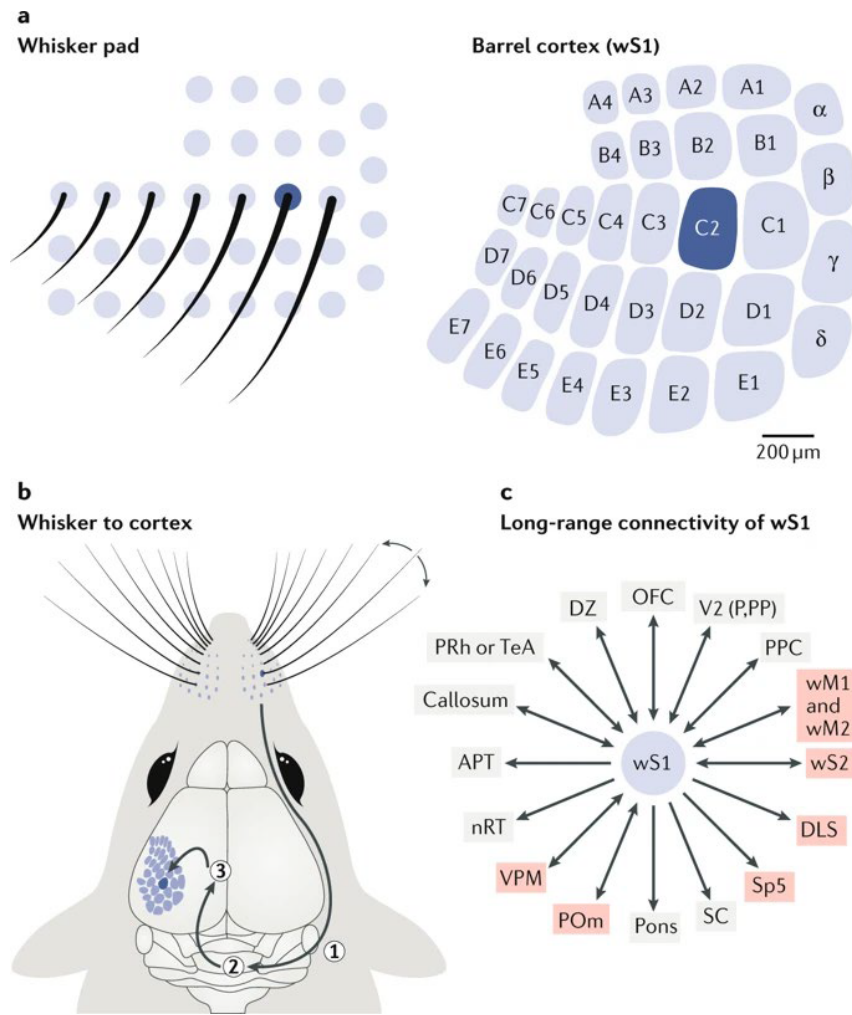 a
Whisker pad
Barrel cortex (wS1)
A4 A3 A2 A1 α
B4 B3 B2 B1 β
C7 C6 C5 C4 C3 C2 C1 γ
D7 D6 D5 D4 D3 D2 D1 δ
E7 E6 E5 E4 E3 E2 E1
200 µm
b
Whisker to cortex
3
2
1
c
Long-range connectivity of wS1
DZ
OFC
V2 (P,PP)
PRh or TeA
PPC
Callosum
wM1
and
wM2
APT
wS1
wS2
nRT
DLS
VPM
Sp5
POm
Pons
SC